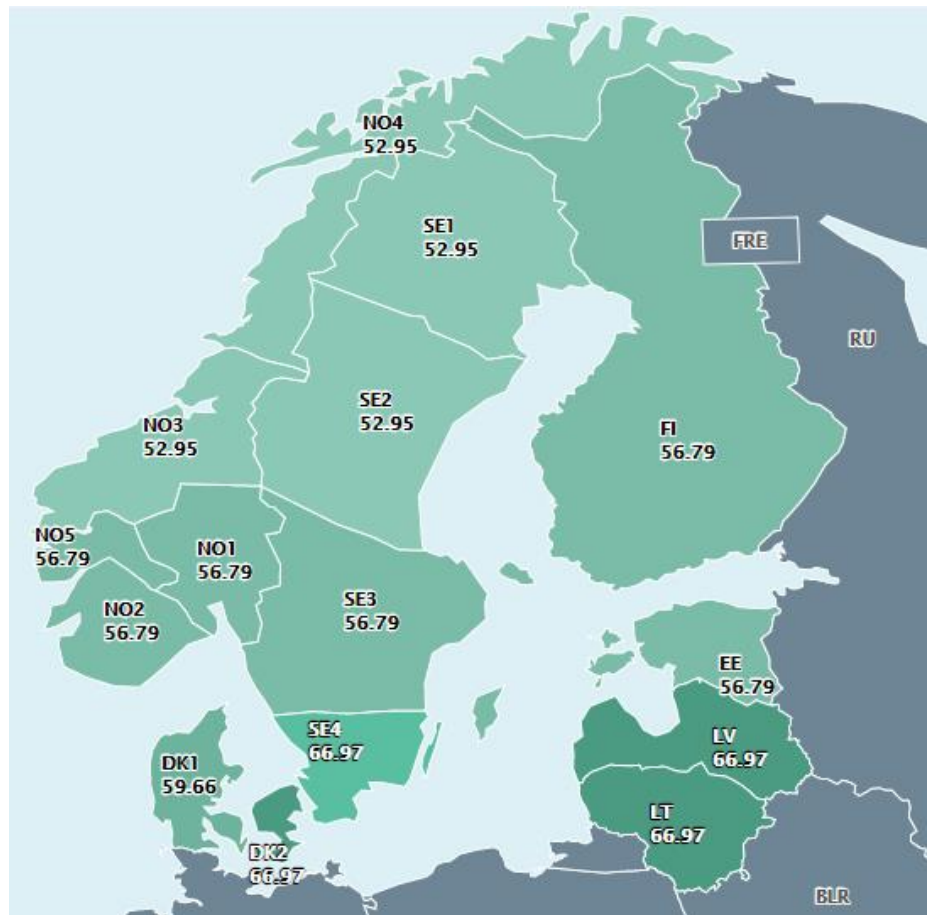 NO4
52.95
SE1
52.95
FRE
RU
SE2
52.95
NO3
52.95
FI
56.79
NO5
56.79
NO1
56.79
NO2
56.79
SE3
56.79
EE
56.79
SE4
66.97
LV
66.97
DK1
59.66
LT
66.97
DK2
66.97
BLR